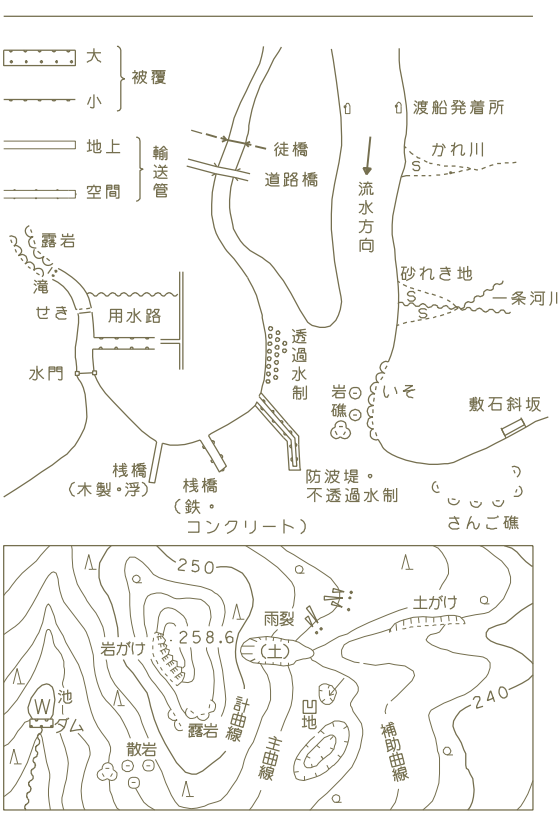 大
被覆
小
地上
輸送管
空間
渡船発着所
徒橋
かれ川
道路橋
S
流水方向
露岩
滝
砂れき地
せき
用水路
S
S
一条河川
透過水制
水門
岩礁
いそ
敷石斜坂
桟橋
(木製・浮)
桟橋
(鉄・
コンクリート)
防波堤・
不透過水制
さんご礁
250
雨裂
土がけ
岩がけ
258.6
(土)
池
W
ダム
計曲線
凹地
240
露岩
散岩
主曲線
補助曲線